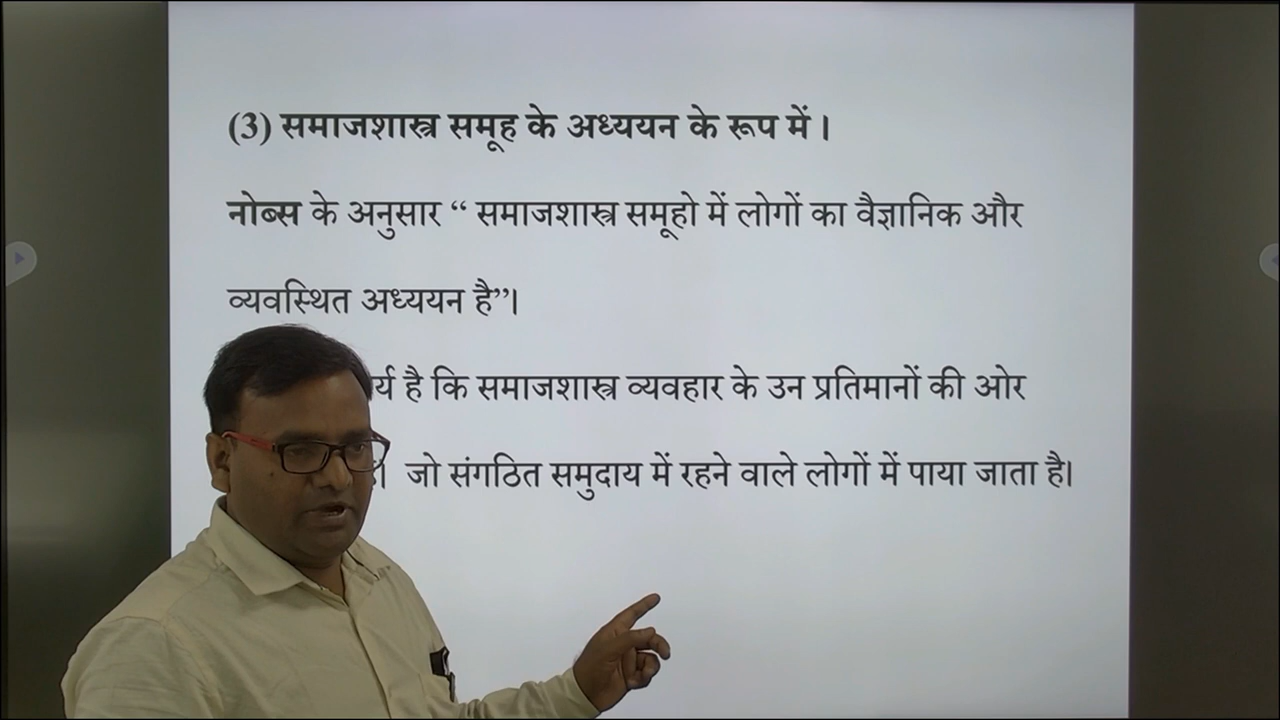 (3) समाजशास्त्र समूह के अध्ययन के रूप में ।
नोब्स के अनुसार “ समाजशास्त्र समूहो में लोगों का वैज्ञानिक और
व्यवस्थित अध्ययन है”।
है कि समाजशास्त्र व्यवहार के उन प्रतिमानों की ओर
जो संगठित समुदाय में रहने वाले लोगों में पाया जाता है।